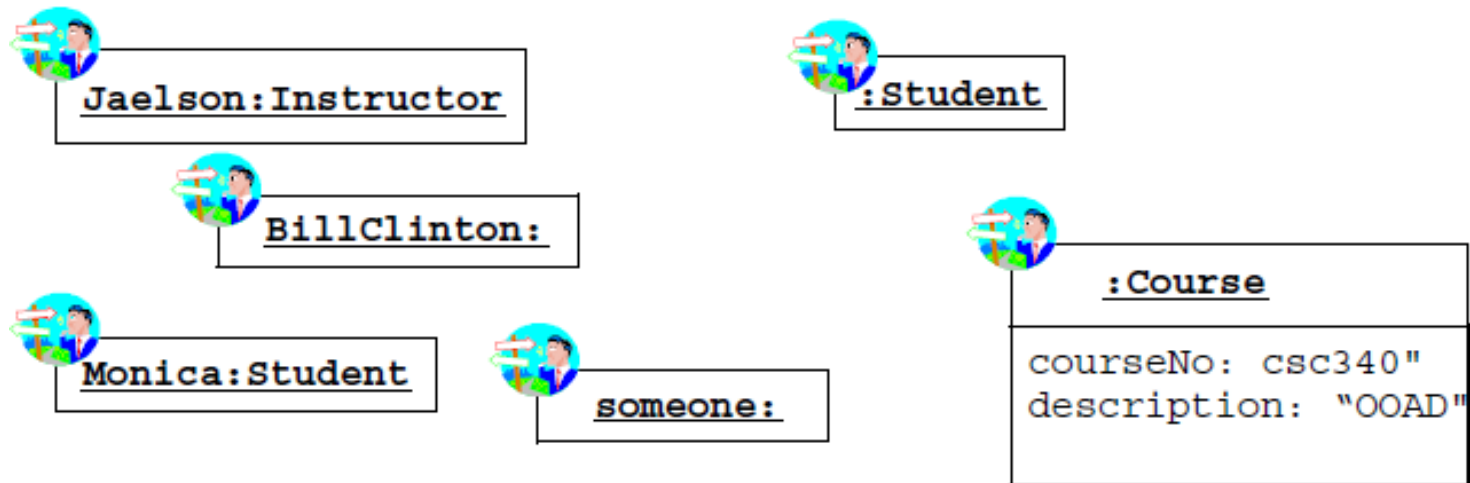 Jaelson:Instructor
:Student
BillClinton:
:Course
Monica:Student
someone:
courseNo: csc340"
description: “OOAD"